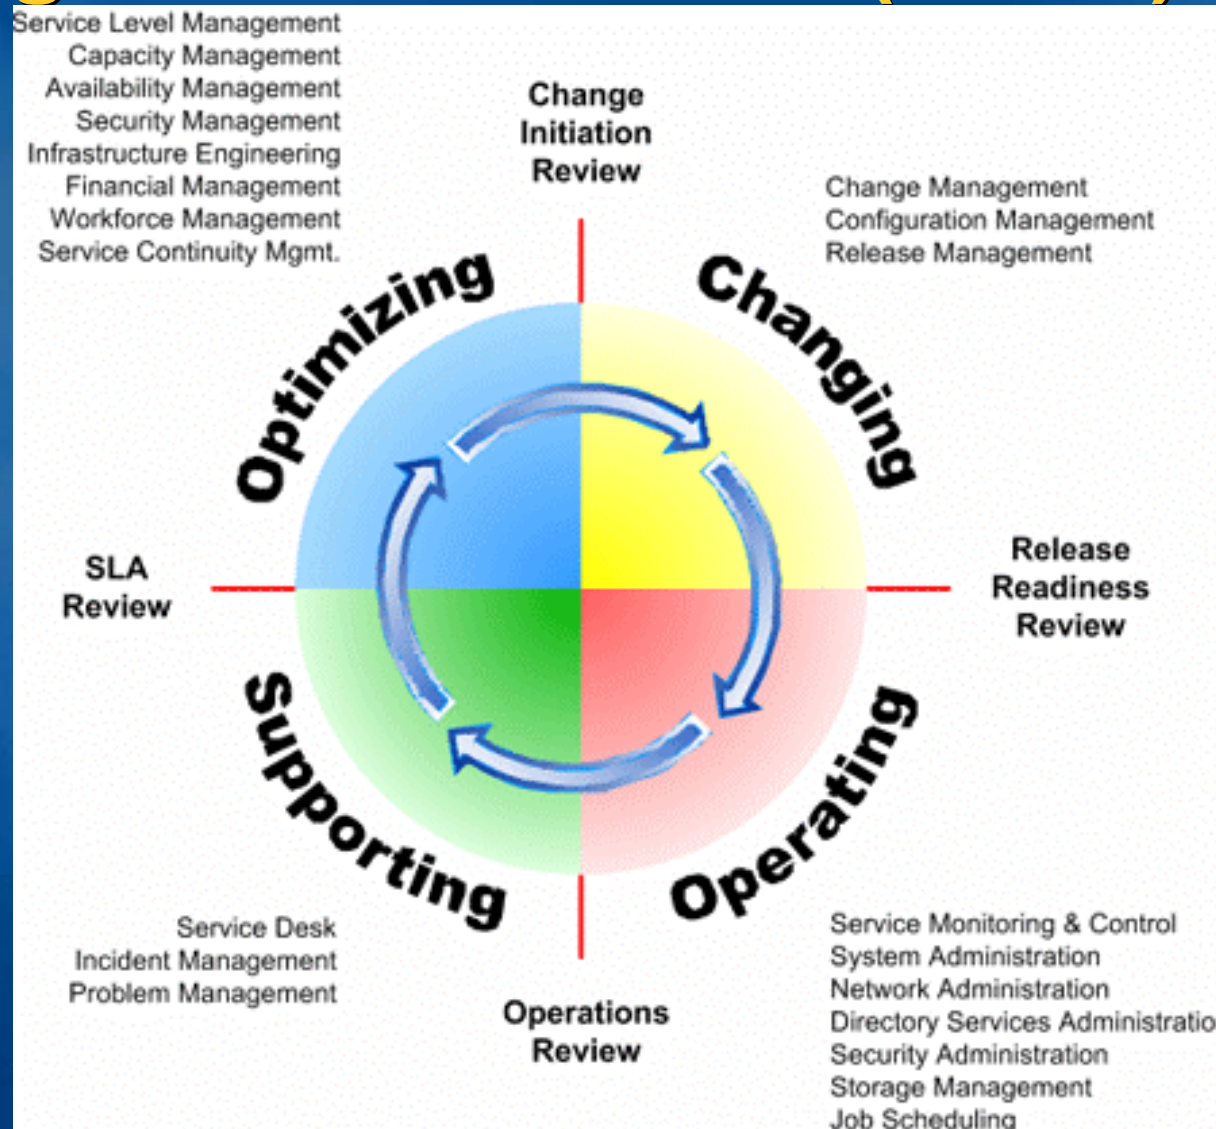 Service Level Management
Capacity Management
Availability Management
Security Management
Infrastructure Engineering
Financial Management
Workforce Management
Service Continuity Mgmt.
Change
Initiation
Review
Change Management
Configuration Management
Release Management
Optimizing
Changing
SLA
Review
Release
Readiness
Review
Supporting
Operating
Service Desk
Incident Management
Problem Management
Operations
Review
Service Monitoring & Control
System Administration
Network Administration
Directory Services Administratio
Security Administration
Storage Management
Job Scheduling